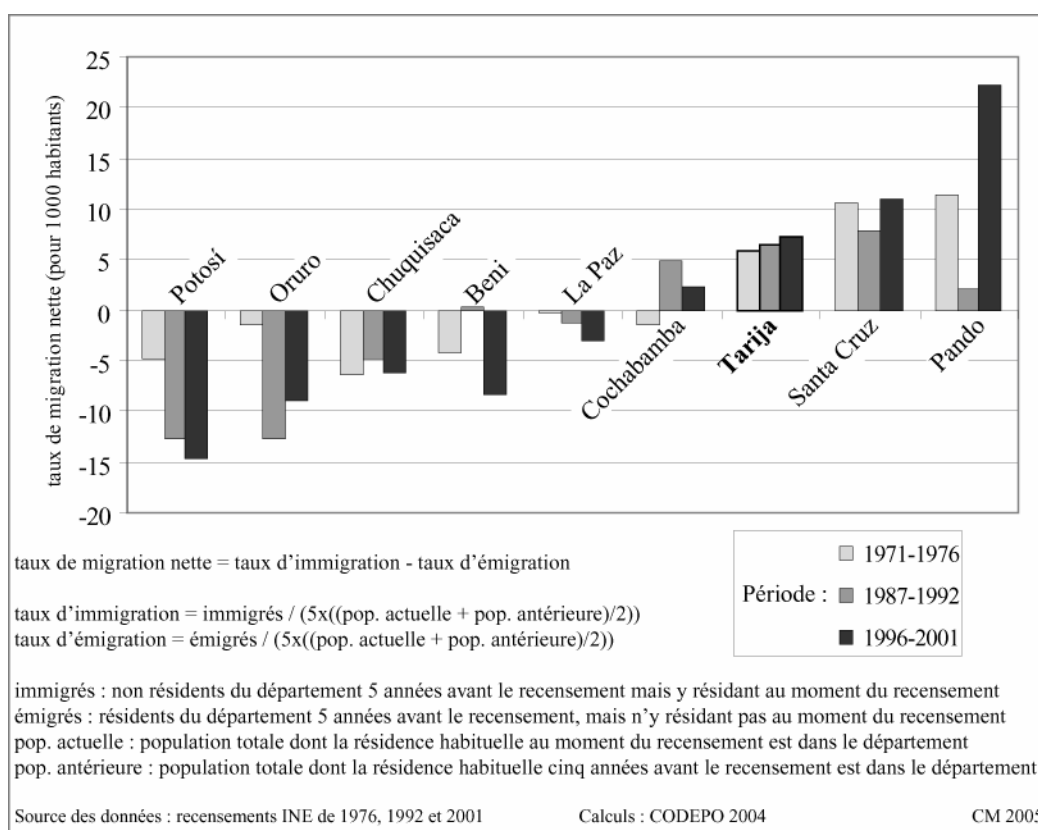 taux de migration nette (pour 1000 habitants)
25
20
15
10
5
0
-5
-10
-15
-20
Potosí
Oruro
Chuquisaca
Beni
La Paz
Cochabamba
Tarija
Santa Cruz
Pando
taux de migration nette = taux d'immigration - taux d'émigration
taux d'immigration = immigrés / (5x((pop. actuelle + pop. antérieure)/2))
taux d'émigration = émigrés / (5x((pop. actuelle + pop. antérieure)/2))
Période :
1971-1976
1987-1992
1996-2001
immigrés : non résidents du département 5 années avant le recensement mais y résidant au moment du recensement
émigrés : résidents du département 5 années avant le recensement, mais n'y résidant pas au moment du recensement
pop. actuelle : population totale dont la résidence habituelle au moment du recensement est dans le département
pop. antérieure : population totale dont la résidence habituelle cinq années avant le recensement est dans le département
Source des données : recensements INE de 1976, 1992 et 2001 Calculs : CODEPO 2004 CM 2005